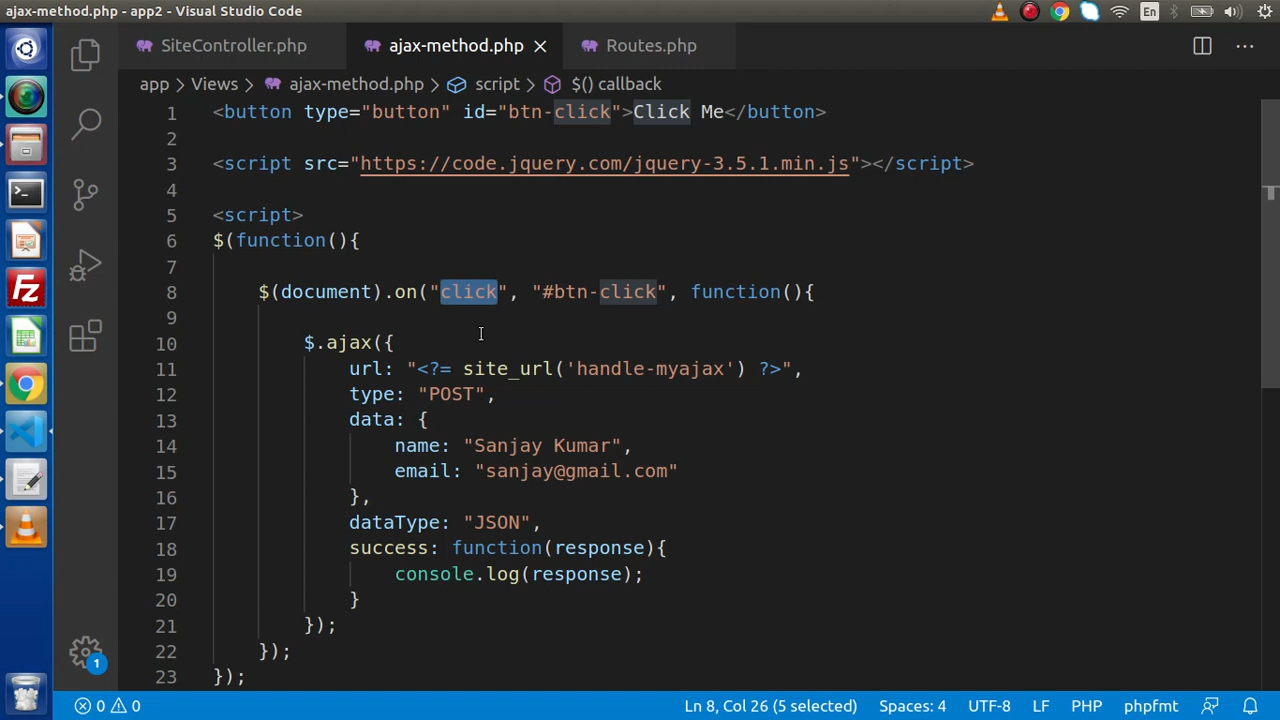 ajax-method.php - app2 - Visual Studio Code
En
SiteController.php
ajax-method.php
Routes.php
app > Views > ajax-method.php > script > $() callback
1 <button type="button" id="btn-click">Click Me</button>
2
3 <script src="https://code.jquery.com/jquery-3.5.1.min.js"></script>
4
5 <script>
6 $(function(){
7
8 $(document).on("click", "#btn-click", function(){
9
10 $.ajax({
11 url: "<?= site_url('handle-myajax') ?>",
12 type: "POST",
13 data: {
14 name: "Sanjay Kumar",
15 email: "sanjay@gmail.com"
16 },
17 dataType: "JSON",
18 success: function(response){
19 console.log(response);
20 }
21 });
22 });
23 });
Fz
1
0 0 Ln 8, Col 26 (5 selected) Spaces: 4 UTF-8 LF PHP phpfmt